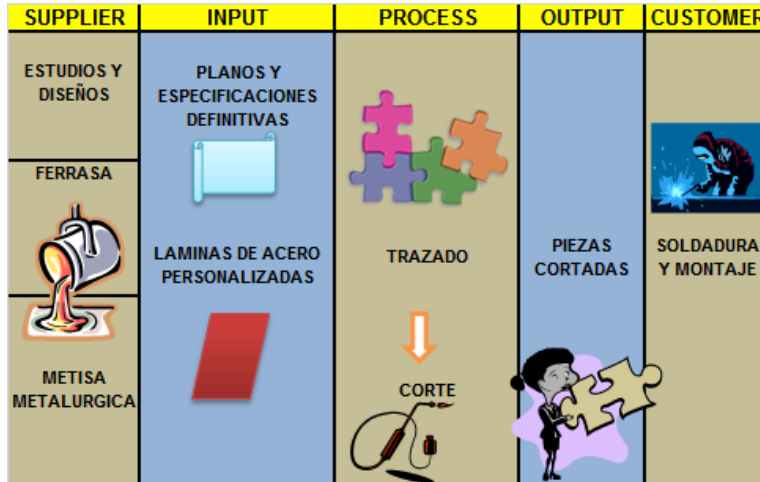 SUPPLIER
INPUT
PROCESS
OUTPUT
CUSTOMER
ESTUDIOS Y
DISEÑOS
FERRASA
METISA
METALURGICA
PLANOS Y
ESPECIFICACIONES
DEFINITIVAS
LAMINAS DE ACERO
PERSONALIZADAS
TRAZADO
CORTE
PIEZAS
CORTADAS
SOLDADURA
Y MONTAJE